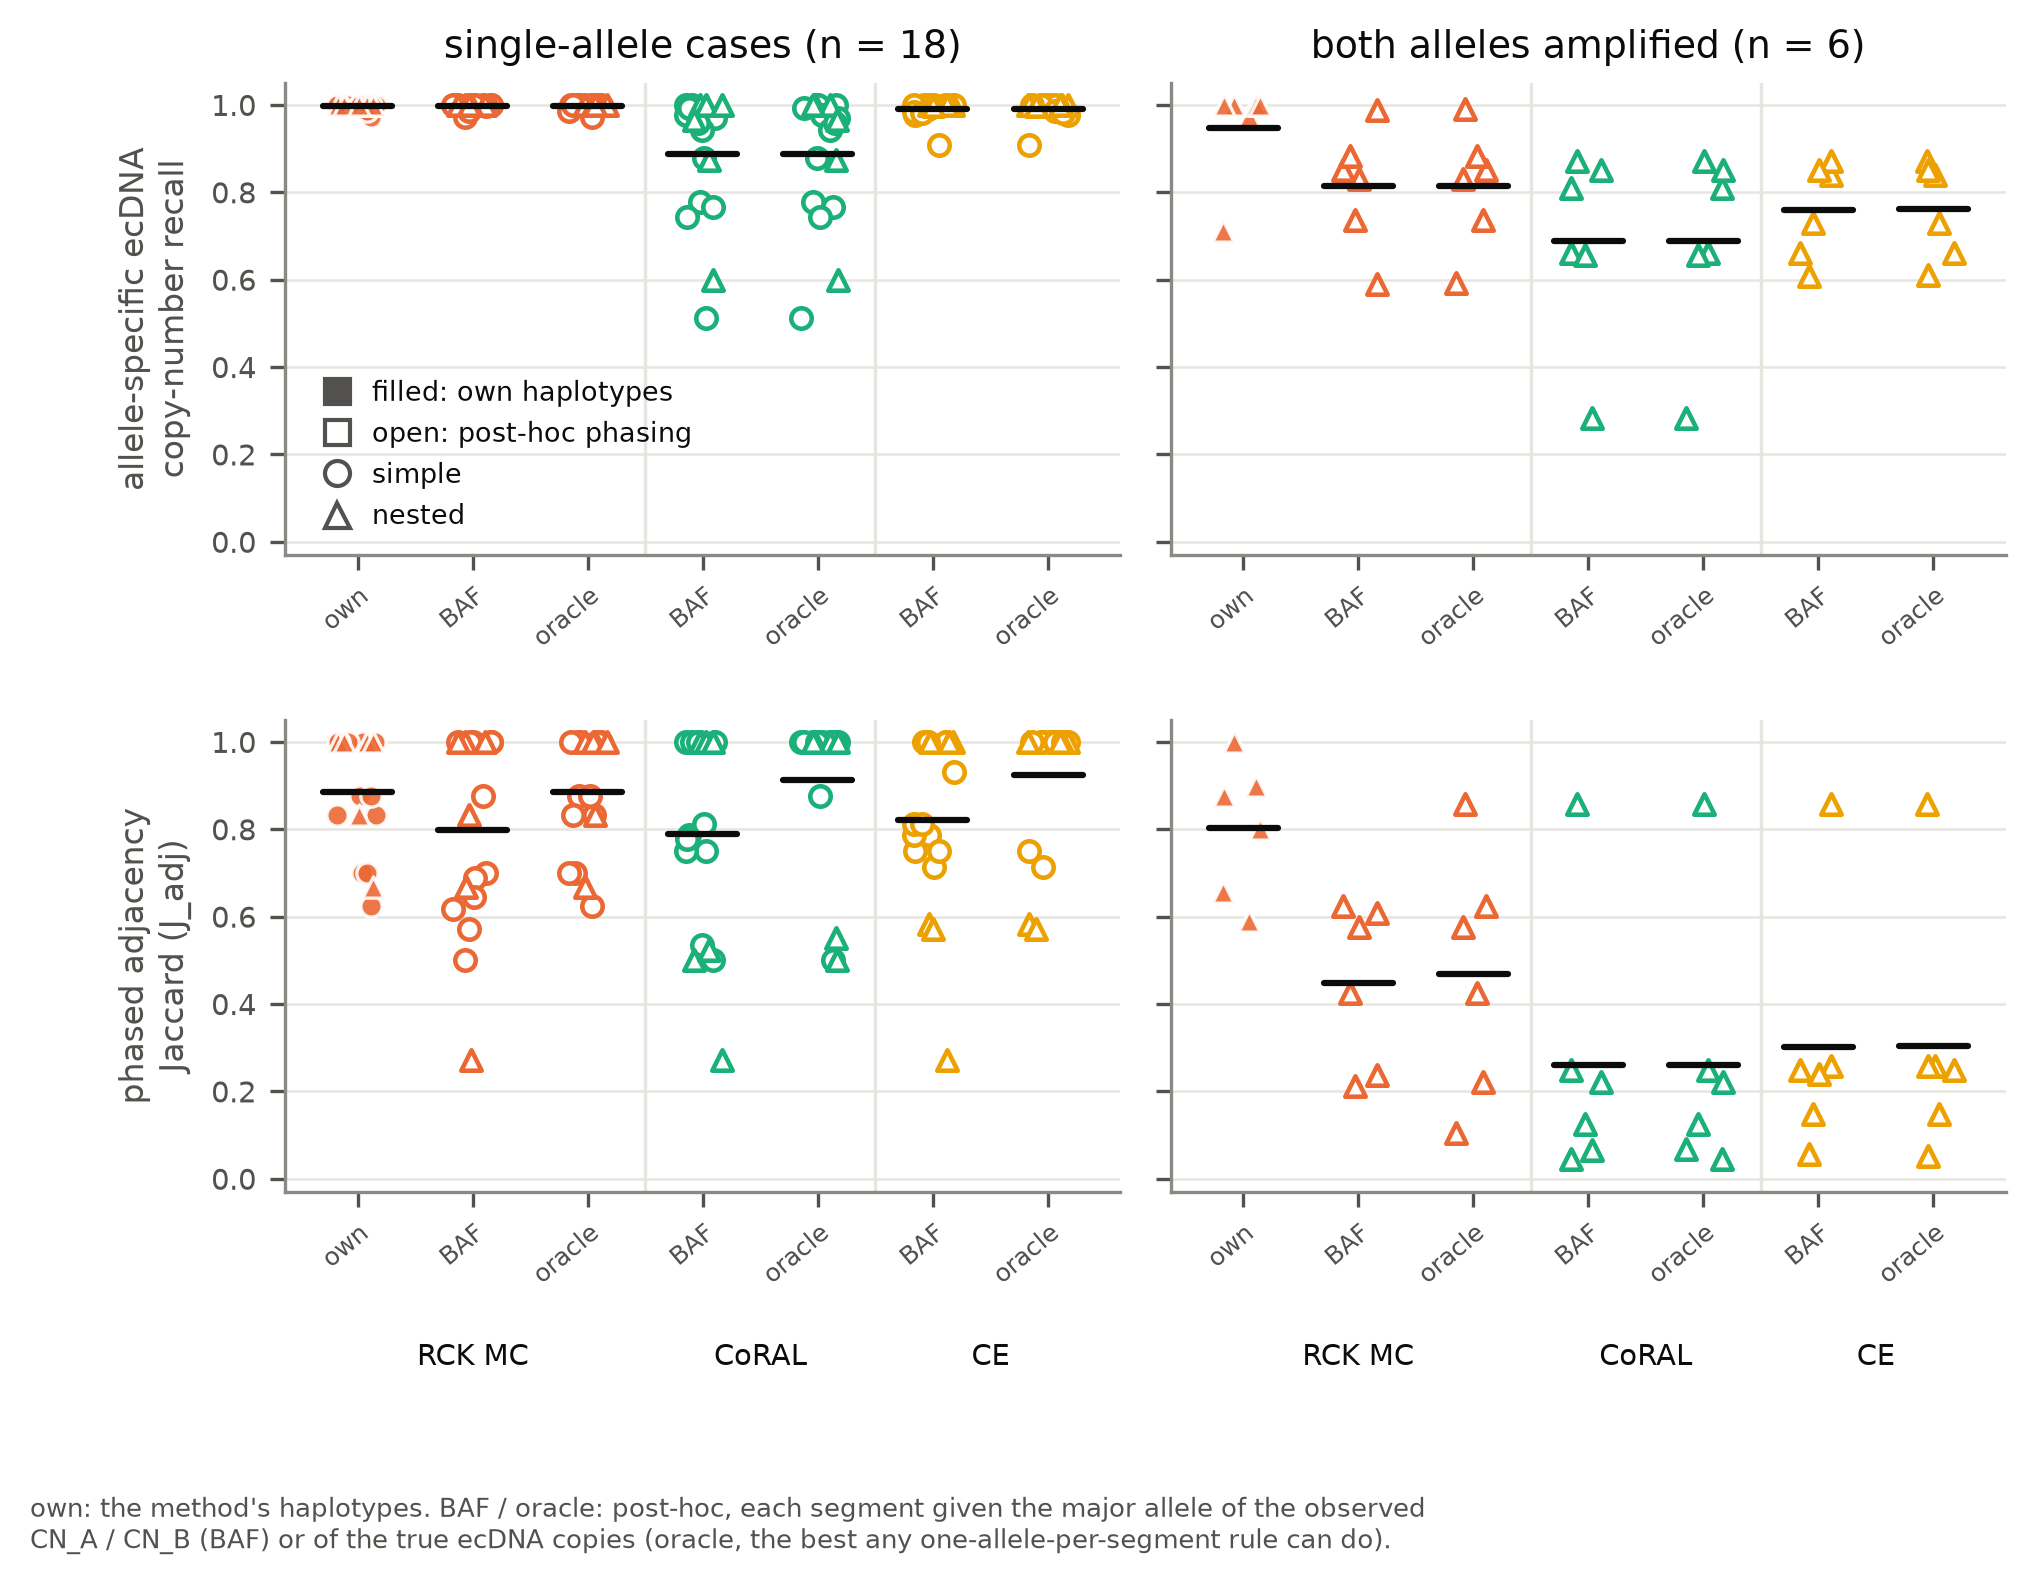 single-allele cases (n = 18)
both alleles amplified (n = 6)
allele-specific ecDNA
copy-number recall
1.0
0.8
0.6
0.4
0.2
0.0
filled: own haplotypes
open: post-hoc phasing
simple
nested
own
BAF
oracle
BAF
oracle
BAF
oracle
own
BAF
oracle
BAF
oracle
BAF
oracle
phased adjacency
Jaccard (J_adj)
1.0
0.8
0.6
0.4
0.2
0.0
own
BAF
oracle
BAF
oracle
BAF
oracle
own
BAF
oracle
BAF
oracle
BAF
oracle
RCK MC
CoRAL
CE
RCK MC
CoRAL
CE
own: the method's haplotypes. BAF / oracle: post-hoc, each segment given the major allele of the observed
CN_A / CN_B (BAF) or of the true ecDNA copies (oracle, the best any one-allele-per-segment rule can do).